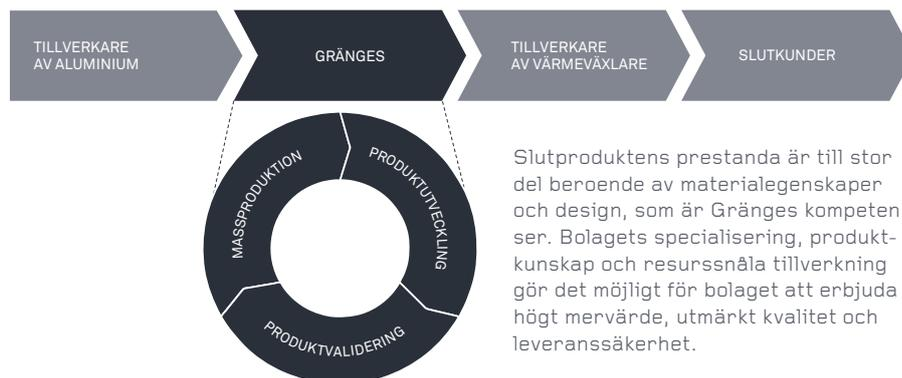 TILLVERKARE
AV ALUMINIUM
GRÄNGES
TILLVERKARE
AV VÄRMEVÄXLARE
SLUTKUNDER
MASSPRODUKTION
PRODUKTUTVECKLING
PRODUKTVALIDERING
Slutproduktens prestanda är till stor
del beroende av materialegenskaper
och design, som är Gränges kompeten
ser. Bolagets specialisering, produkt-
kunskap och resurssnåla tillverkning
gör det möjligt för bolaget att erbjuda
högt mervärde, utmärkt kvalitet och
leveranssäkerhet.